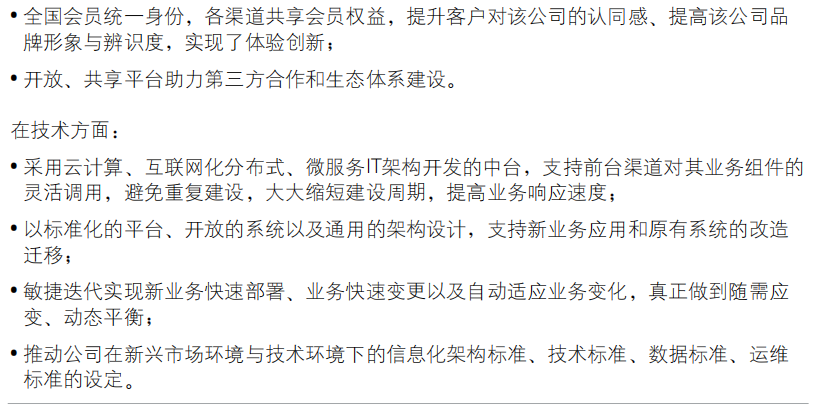 • 全国会员统一身份，各渠道共享会员权益，提升客户对该公司的认同感、提高该公司品
牌形象与辨识度，实现了体验创新；
• 开放、共享平台助力第三方合作和生态体系建设。
在技术方面：
• 采用云计算、互联网化分布式、微服务IT架构开发的中台，支持前台渠道对其业务组件的
灵活调用，避免重复建设，大大缩短建设周期，提高业务响应速度；
• 以标准化的平台、开放的系统以及通用的架构设计，支持新业务应用和原有系统的改造
迁移；
• 敏捷迭代实现新业务快速部署、业务快速变更以及自动适应业务变化，真正做到随需应
变、动态平衡；
• 推动公司在新兴市场环境与技术环境下的信息化架构标准、技术标准、数据标准、运维
标准的设定。